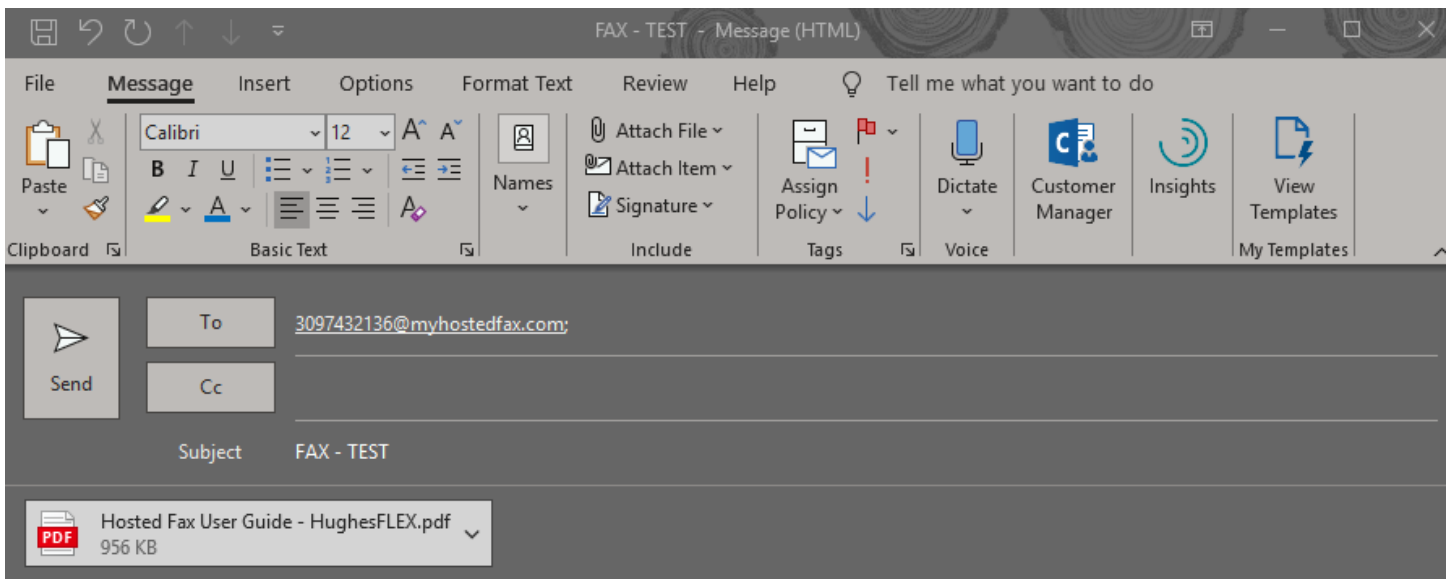 FAX - TEST - Message (HTML)
File Message Insert Options Format Text Review Help Tell me what you want to do
Calibri 12 A A Attach File
B I U Attach Item
Paste Names Assign Policy Dictate Customer Manager Insights View Templates
A Signature
Clipboard Basic Text Include Tags Voice My Templates
To 3097432136@myhostedfax.com;
Send Cc
Subject FAX - TEST
PDF Hosted Fax User Guide - HughesFLEX.pdf
956 KB